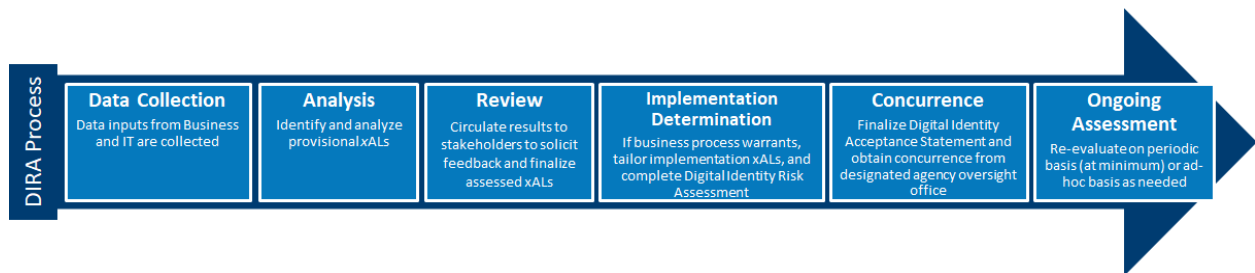 DIRA Process
Data Collection
Data inputs from Business
and IT are collected
Analysis
Identify and analyze
provisional xALs
Review
Circulate results to
stakeholders to solicit
feedback and finalize
assessed xALs
Implementation
Determination
If business process warrants,
tailor implementation xALs, and
complete Digital Identity Risk
Assessment
Concurrence
Finalize Digital Identity
Acceptance Statement and
obtain concurrence from
designated agency oversight
office
Ongoing
Assessment
Re-evaluate on periodic
basis (at minimum) or ad-
hoc basis as needed